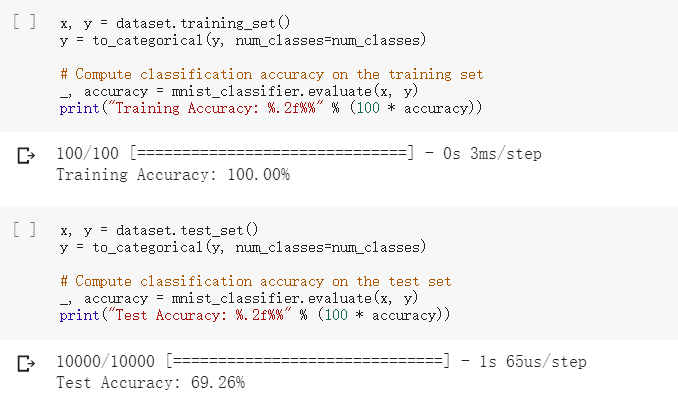 [ ] x, y = dataset.training_set()
y = to_categorical(y, num_classes=num_classes)
# Compute classification accuracy on the training set
_, accuracy = mnist_classifier.evaluate(x, y)
print("Training Accuracy: %.2f%%" % (100 * accuracy))
100/100 [==============================] - 0s 3ms/step
Training Accuracy: 100.00%
[ ] x, y = dataset.test_set()
y = to_categorical(y, num_classes=num_classes)
# Compute classification accuracy on the test set
_, accuracy = mnist_classifier.evaluate(x, y)
print("Test Accuracy: %.2f%%" % (100 * accuracy))
10000/10000 [==============================] - 1s 65us/step
Test Accuracy: 69.26%